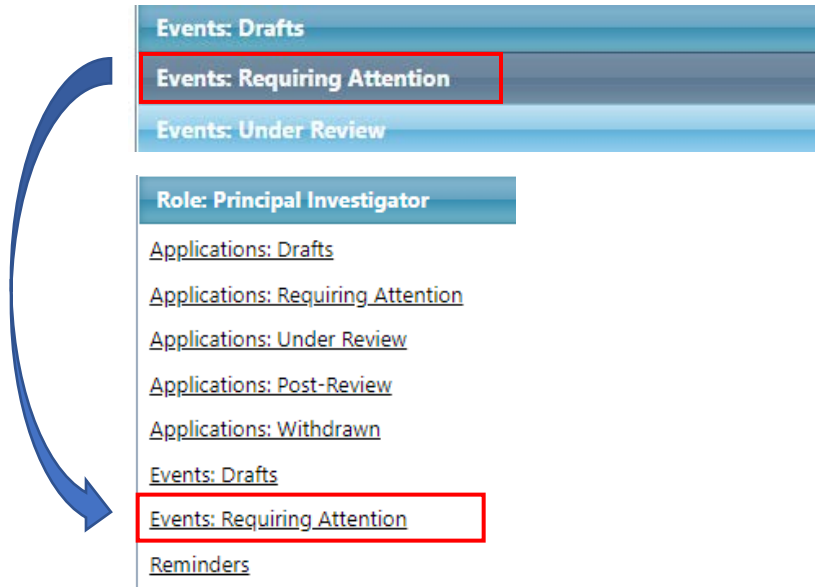 Events: Drafts
Events: Requiring Attention
Events: Under Review
Role: Principal Investigator
Applications: Drafts
Applications: Requiring Attention
Applications: Under Review
Applications: Post-Review
Applications: Withdrawn
Events: Drafts
Events: Requiring Attention
Reminders